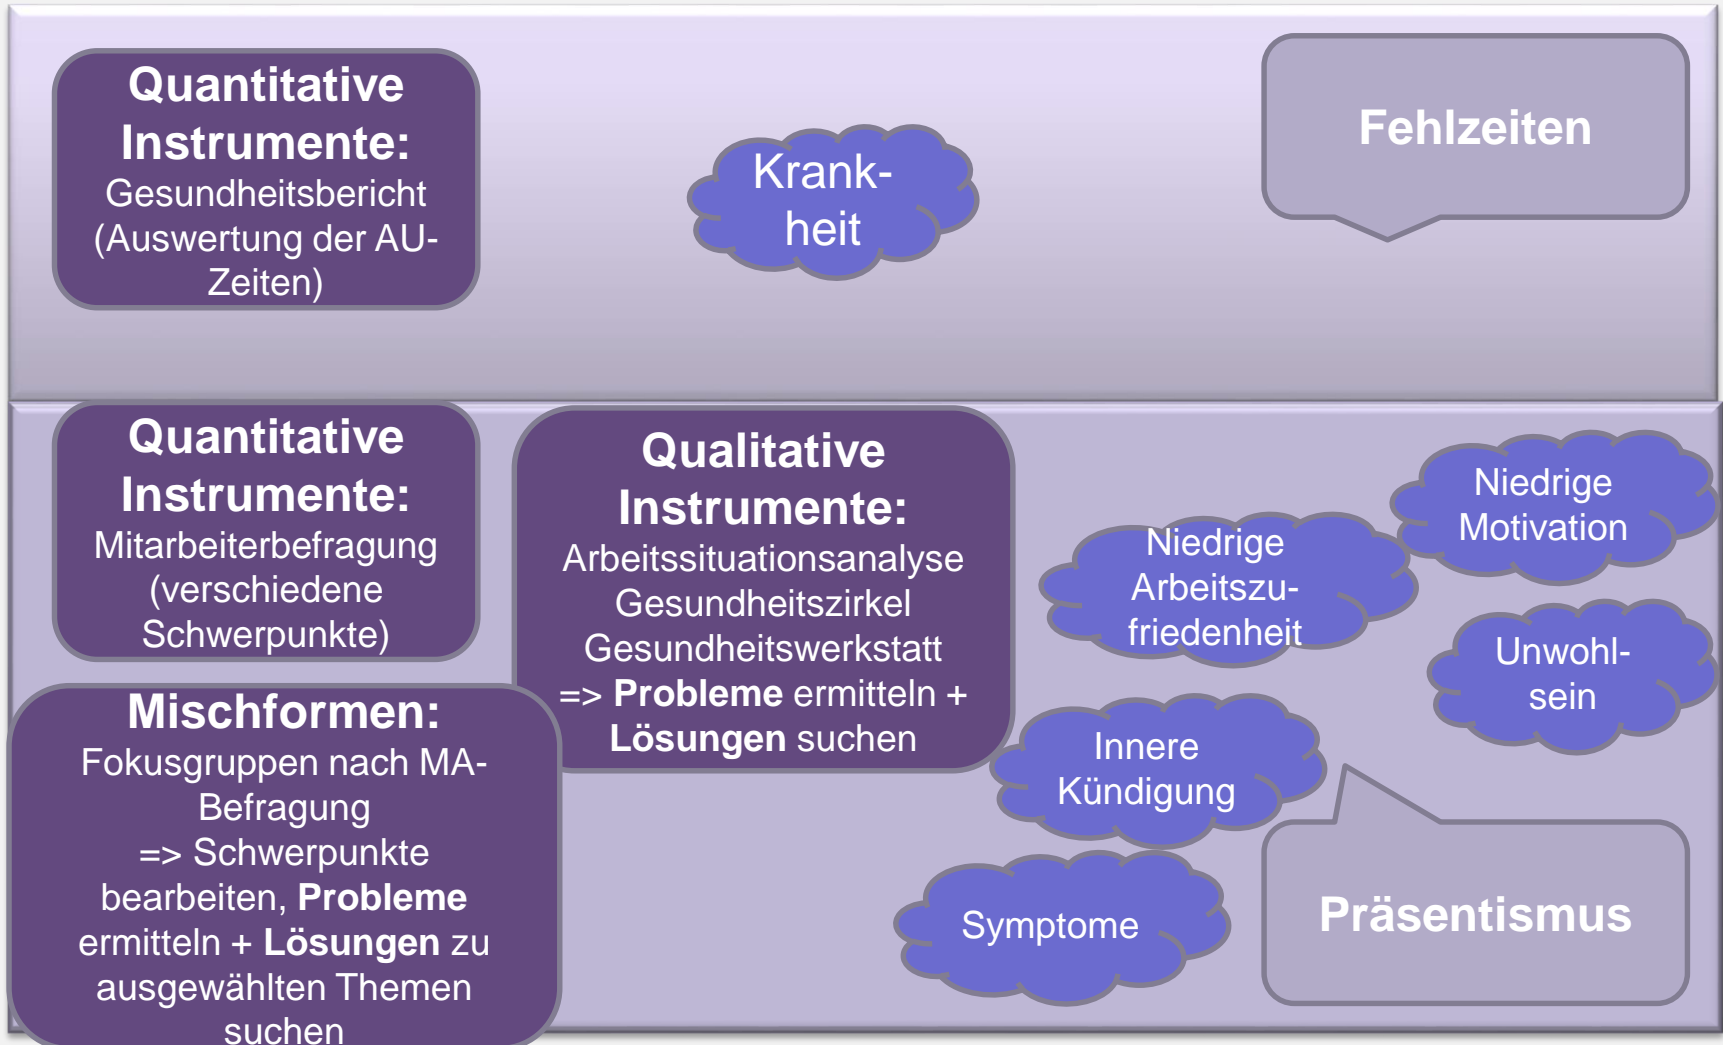 Quantitative
Instrumente:
Gesundheitsbericht
(Auswertung der AU-
Zeiten)
Krank-
heit
Fehlzeiten
Quantitative
Instrumente:
Mitarbeiterbefragung
(verschiedene
Schwerpunkte)
Qualitative
Instrumente:
Arbeitssituationsanalyse
Gesundheitszirkel
Gesundheitswerkstatt
=> Probleme ermitteln +
Lösungen suchen
Niedrige
Motivation
Niedrige
Arbeitszu-
friedenheit
Unwohl-
sein
Mischformen:
Fokusgruppen nach MA-
Befragung
=> Schwerpunkte
bearbeiten, Probleme
ermitteln + Lösungen zu
ausgewählten Themen
suchen
Innere
Kündigung
Symptome
Präsentismus